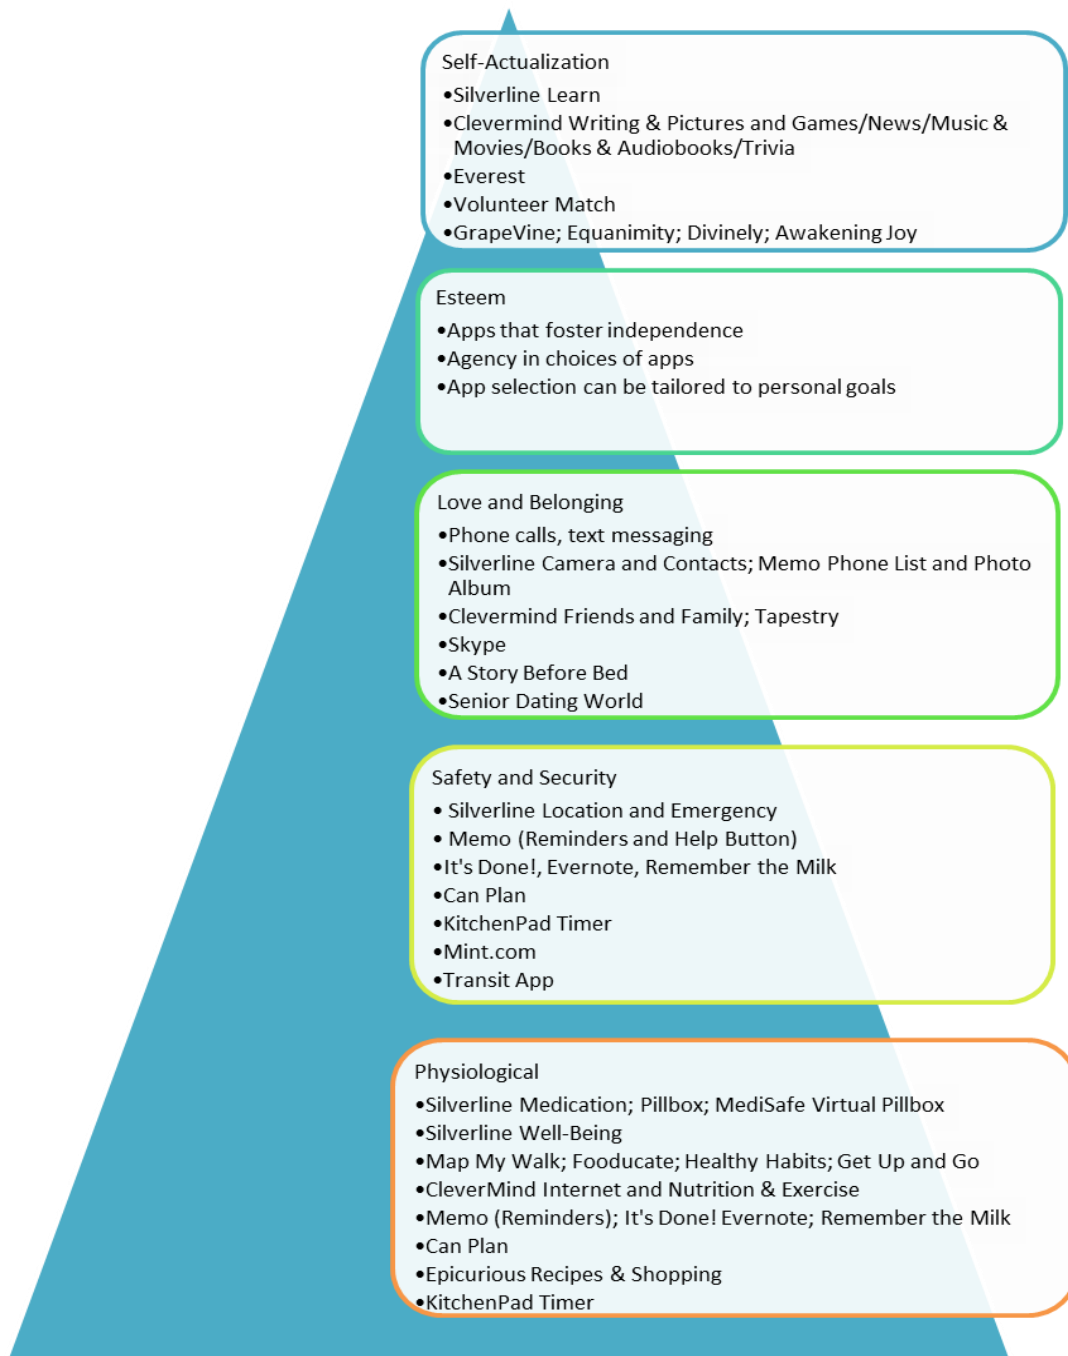 Self-Actualization
•Silverline Learn
•Clevermind Writing & Pictures and Games/News/Music &
Movies/Books & Audiobooks/Trivia
•Everest
•Volunteer Match
•GrapeVine; Equanimity; Divinely; Awakening Joy
Esteem
•Apps that foster independence
•Agency in choices of apps
•App selection can be tailored to personal goals
Love and Belonging
•Phone calls, text messaging
•Silverline Camera and Contacts; Memo Phone List and Photo
Album
•Clevermind Friends and Family; Tapestry
•Skype
•A Story Before Bed
•Senior Dating World
Safety and Security
• Silverline Location and Emergency
• Memo (Reminders and Help Button)
•It's Done!, Evernote, Remember the Milk
•Can Plan
•KitchenPad Timer
•Mint.com
•Transit App
Physiological
•Silverline Medication; Pillbox; MediSafe Virtual Pillbox
•Silverline Well-Being
•Map My Walk; Fooducate; Healthy Habits; Get Up and Go
•CleverMind Internet and Nutrition & Exercise
•Memo (Reminders); It's Done! Evernote; Remember the Milk
•Can Plan
•Epicurious Recipes & Shopping
•KitchenPad Timer